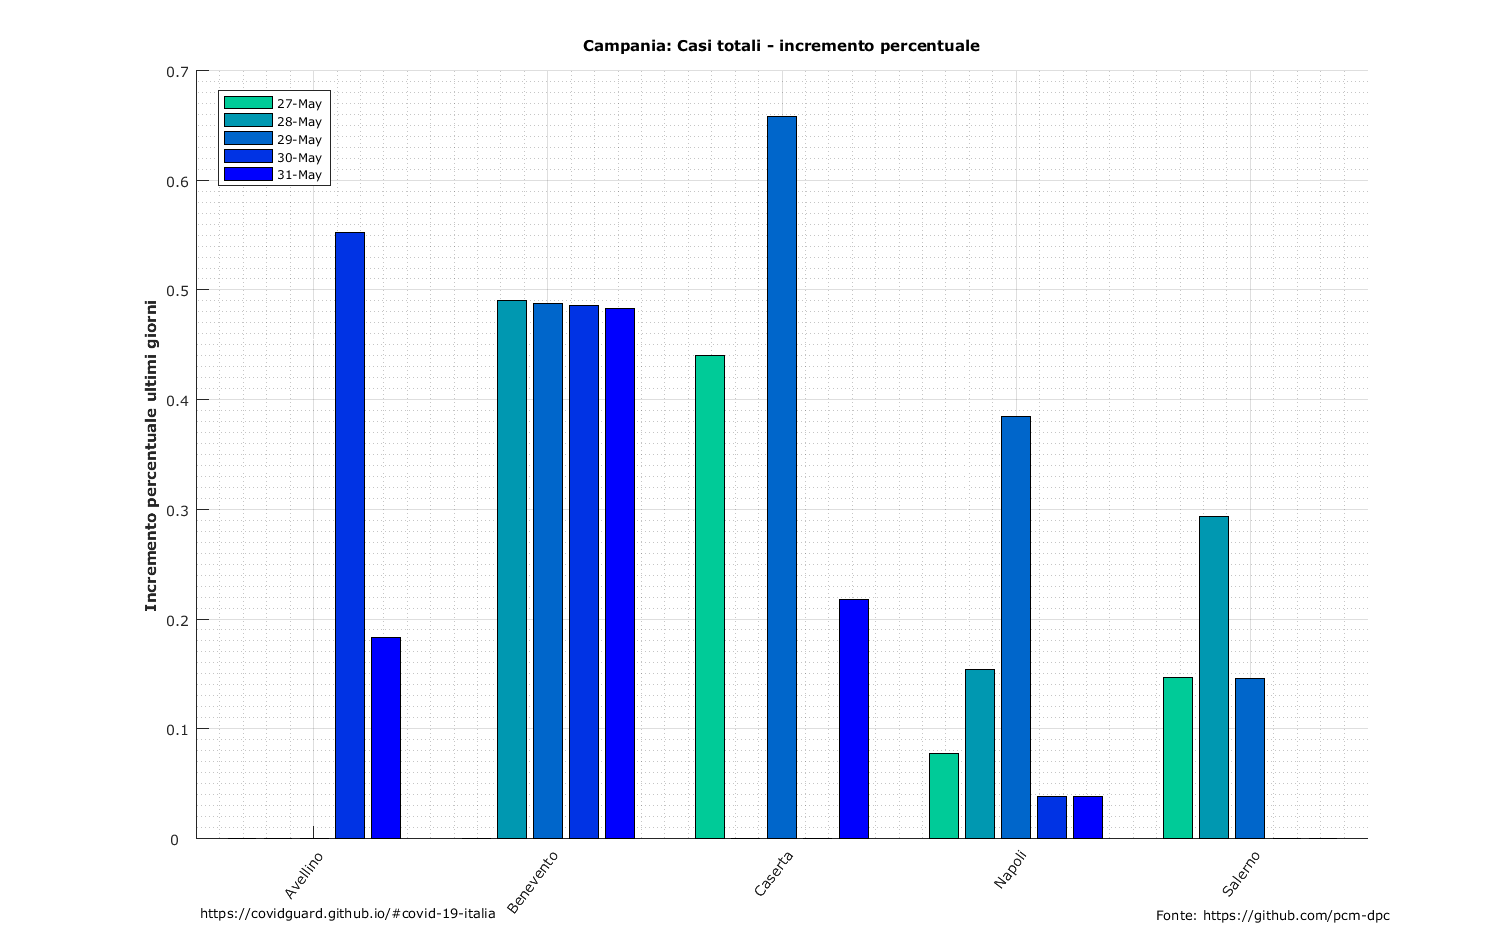 Campania: Casi totali - incremento percentuale
0.7
0.6
0.5
0.4
0.3
0.2
0.1
0
Incremento percentuale ultimi giorni
27-May
28-May
29-May
30-May
31-May
Avellino
Benevento
Caserta
Napoli
Salerno
https://covidguard.github.io/#covid-19-italia
Fonte: https://github.com/pcm-dpc